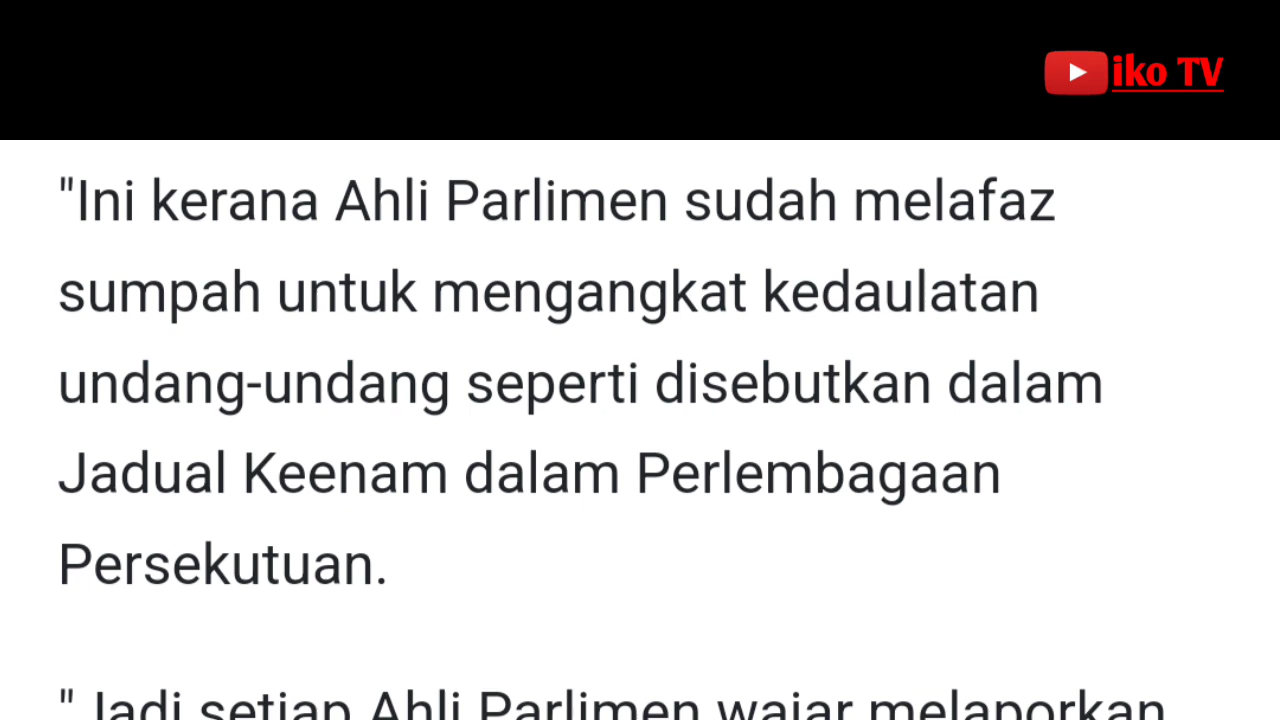 iko TV
"Ini kerana Ahli Parlimen sudah melafaz
sumpah untuk mengangkat kedaulatan
undang-undang seperti disebutkan dalam
Jadual Keenam dalam Perlembagaan
Persekutuan.
"Jadi setiap Ahli Parlimen wajar melaporkan